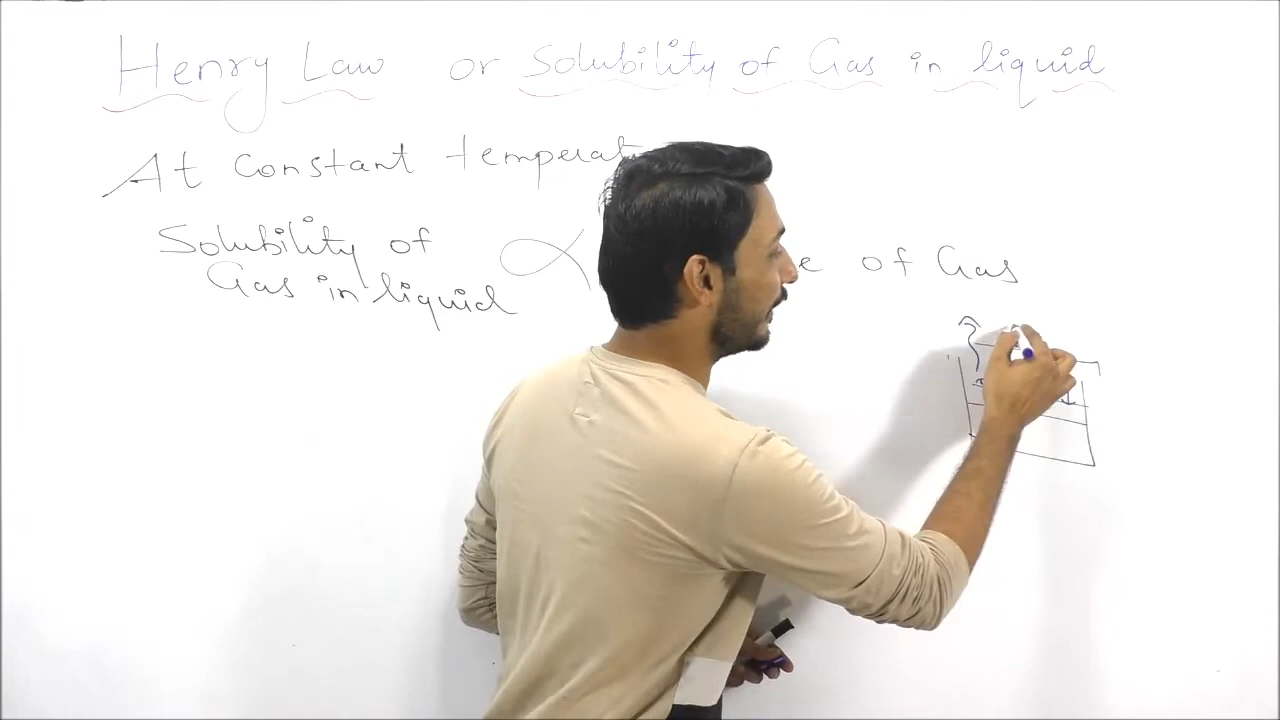 Henry Law or Solubility of Gas in liquid
At Constant temperat
Solubility of
Gas in liquid ∝ e of Gas